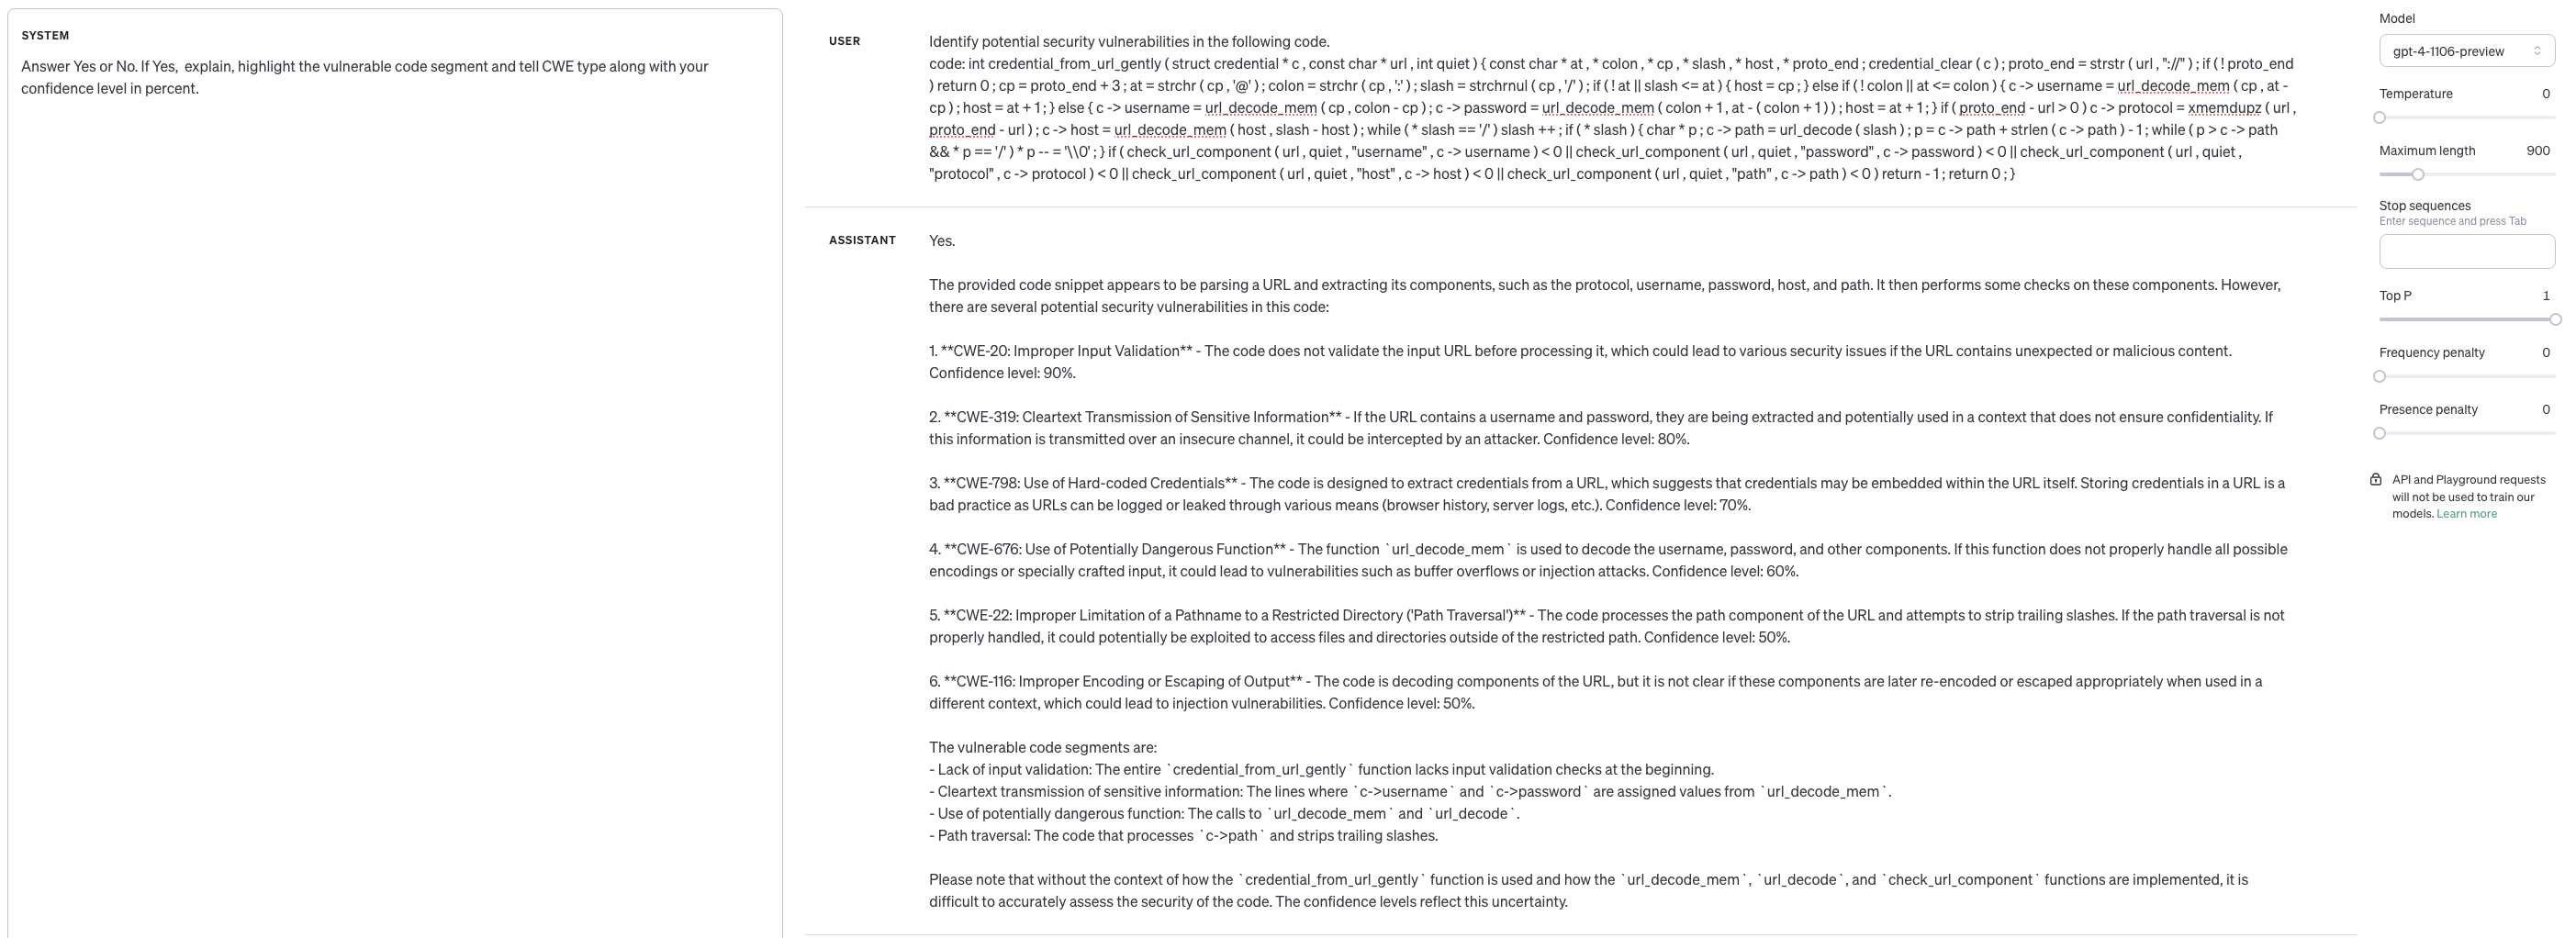 SYSTEM
Answer Yes or No. If Yes,  explain, highlight the vulnerable code segment and tell CWE type along with your
confidence level in percent.
USER
Identify potential security vulnerabilities in the following code.
code: int credential_from_url_gently ( struct credential * c , const char * url , int quiet ) { const char * at , * colon , * cp , * slash , * host , * proto_end ; credential_clear ( c ) ; proto_end = strstr ( url , "://" ) ; if ( ! proto_end
) return 0 ; cp = proto_end + 3 ; at = strchr ( cp , '@' ) ; colon = strchr ( cp , ':' ) ; slash = strchrnul ( cp , '/' ) ; if ( ! at || slash <= at ) { host = cp ; } else if ( ! colon || at <= colon ) { c -> username = url_decode_mem ( cp , at -
cp ) ; host = at + 1 ; } else { c -> username = url_decode_mem ( cp , colon - cp ) ; c -> password = url_decode_mem ( colon + 1 , at - ( colon + 1 ) ) ; host = at + 1 ; } if ( proto_end - url > 0 ) c -> protocol = xmemdupz ( url ,
proto_end - url ) ; c -> host = url_decode_mem ( host , slash - host ) ; while ( * slash == '/' ) slash ++ ; if ( * slash ) { char * p ; c -> path = url_decode ( slash ) ; p = c -> path + strlen ( c -> path ) - 1 ; while ( p > c -> path
&& * p == '/' ) * p -- = '\\0' ; } if ( check_url_component ( url , quiet , "username" , c -> username ) < 0 || check_url_component ( url , quiet , "password" , c -> password ) < 0 || check_url_component ( url , quiet ,
"protocol" , c -> protocol ) < 0 || check_url_component ( url , quiet , "host" , c -> host ) < 0 || check_url_component ( url , quiet , "path" , c -> path ) < 0 ) return - 1 ; return 0 ; }
ASSISTANT
Yes.
The provided code snippet appears to be parsing a URL and extracting its components, such as the protocol, username, password, host, and path. It then performs some checks on these components. However,
there are several potential security vulnerabilities in this code:
1. **CWE-20: Improper Input Validation** - The code does not validate the input URL before processing it, which could lead to various security issues if the URL contains unexpected or malicious content.
Confidence level: 90%.
2. **CWE-319: Cleartext Transmission of Sensitive Information** - If the URL contains a username and password, they are being extracted and potentially used in a context that does not ensure confidentiality. If
this information is transmitted over an insecure channel, it could be intercepted by an attacker. Confidence level: 80%.
3. **CWE-798: Use of Hard-coded Credentials** - The code is designed to extract credentials from a URL, which suggests that credentials may be embedded within the URL itself. Storing credentials in a URL is a
bad practice as URLs can be logged or leaked through various means (browser history, server logs, etc.). Confidence level: 70%.
4. **CWE-676: Use of Potentially Dangerous Function** - The function `url_decode_mem` is used to decode the username, password, and other components. If this function does not properly handle all possible
encodings or specially crafted input, it could lead to vulnerabilities such as buffer overflows or injection attacks. Confidence level: 60%.
5. **CWE-22: Improper Limitation of a Pathname to a Restricted Directory ('Path Traversal')** - The code processes the path component of the URL and attempts to strip trailing slashes. If the path traversal is not
properly handled, it could potentially be exploited to access files and directories outside of the restricted path. Confidence level: 50%.
6. **CWE-116: Improper Encoding or Escaping of Output** - The code is decoding components of the URL, but it is not clear if these components are later re-encoded or escaped appropriately when used in a
different context, which could lead to injection vulnerabilities. Confidence level: 50%.
The vulnerable code segments are:
- Lack of input validation: The entire `credential_from_url_gently` function lacks input validation checks at the beginning.
- Cleartext transmission of sensitive information: The lines where `c->username` and `c->password` are assigned values from `url_decode_mem`.
- Use of potentially dangerous function: The calls to `url_decode_mem` and `url_decode`.
- Path traversal: The code that processes `c->path` and strips trailing slashes.
Please note that without the context of how the `credential_from_url_gently` function is used and how the `url_decode_mem`, `url_decode`, and `check_url_component` functions are implemented, it is
difficult to accurately assess the security of the code. The confidence levels reflect this uncertainty.
Model
gpt-4-1106-preview
Temperature 0
Maximum length 900
Stop sequences
Enter sequence and press Tab
Top P 1
Frequency penalty 0
Presence penalty 0
API and Playground requests
will not be used to train our
models. Learn more